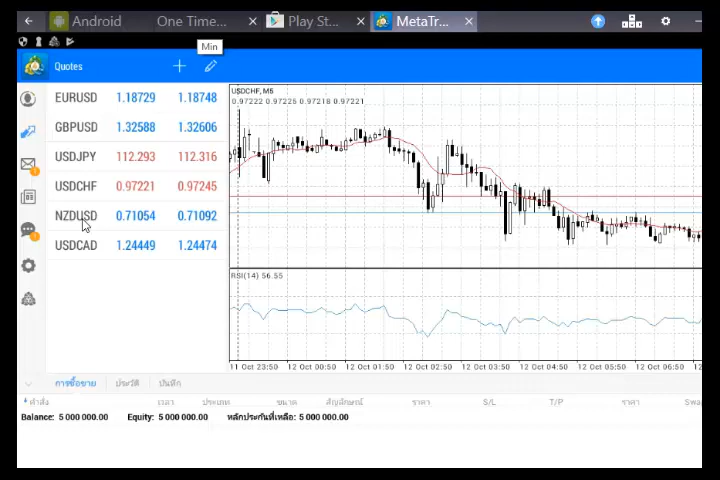 Android One Time... Play St... MetaTr...
Min
Quotes
EURUSD 1.18729 1.18748
GBPUSD 1.32588 1.32606
USDJPY 112.293 112.316
USDCHF 0.97221 0.97245
NZDUSD 0.71054 0.71092
USDCAD 1.24449 1.24474
USDCHF, M5
0.97222 0.97225 0.97218 0.97221
RSI(14) 56.55
11 Oct 23:50 12 Oct 00:50 12 Oct 01:50 12 Oct 02:50 12 Oct 03:50 12 Oct 04:50 12 Oct 05:50 12 Oct 06:50 12
การซื้อขาย ประวัติ บันทึก
คำสั่ง เวลา ประเภท ขนาด สัญลักษณ์ ราคา S/L T/P ราคา Swap
Balance: 5 000 000.00 Equity: 5 000 000.00 หลักประกันที่เหลือ: 5 000 000.00